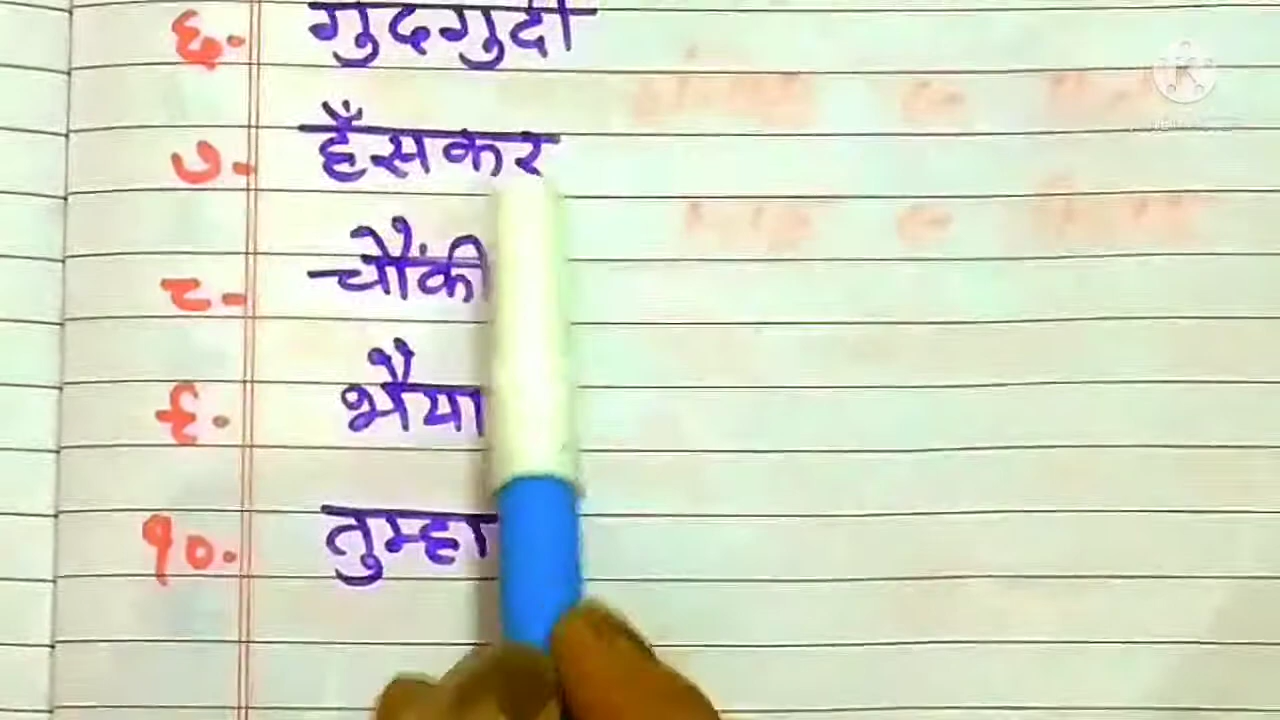 ६. गुदगुदी
७. हँसकर
८. चौंकी
९. भैया
१०. तुम्हा